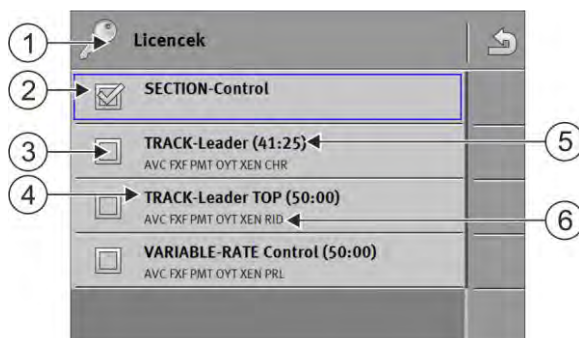 Licencek
SECTION-Control
TRACK-Leader (41:25)
AVC FXF PMT OYT XEN CHR
TRACK-Leader TOP (50:00)
AVC FXF PMT OYT XEN RID
VARIABLE-RATE Control (50:00)
AVC FXF PMT OYT XEN PRL
1
2
3
4
5
6